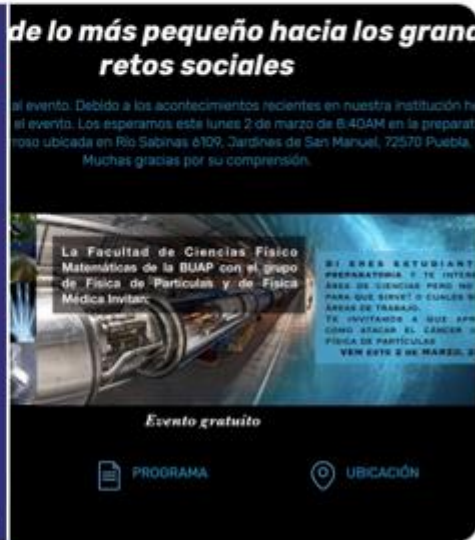 de lo más pequeño hacia los grand
retos sociales
al evento. Debido a los acontecimientos recientes en nuestra institución
el evento. Los esperamos este lunes 2 de marzo de 8:40AM en la preparat
roso ubicada en Río Sabinas 6109, Jardines de San Manuel, 72570 Puebla.
Muchas gracias por su comprensión.
La Facultad de Ciencias Físico
Matemáticas de la BUAP con el grupo
de Física de Partículas y de Física
Médica Invitan:
SI ERES ESTUDIANT
PREPARATORIA Y TE INTE
ÁREA DE CIENCIAS PERO NO
PARA QUE SIRVE? O CUALES
ÁREAS DE TRABAJO.
TE INVITAMOS A QUE APR
COMO ATACAR EL CÁNCER
FÍSICA DE PARTÍCULAS
VEN ESTE 2 DE MARZO, 2
Evento gratuito
PROGRAMA
UBICACIÓN